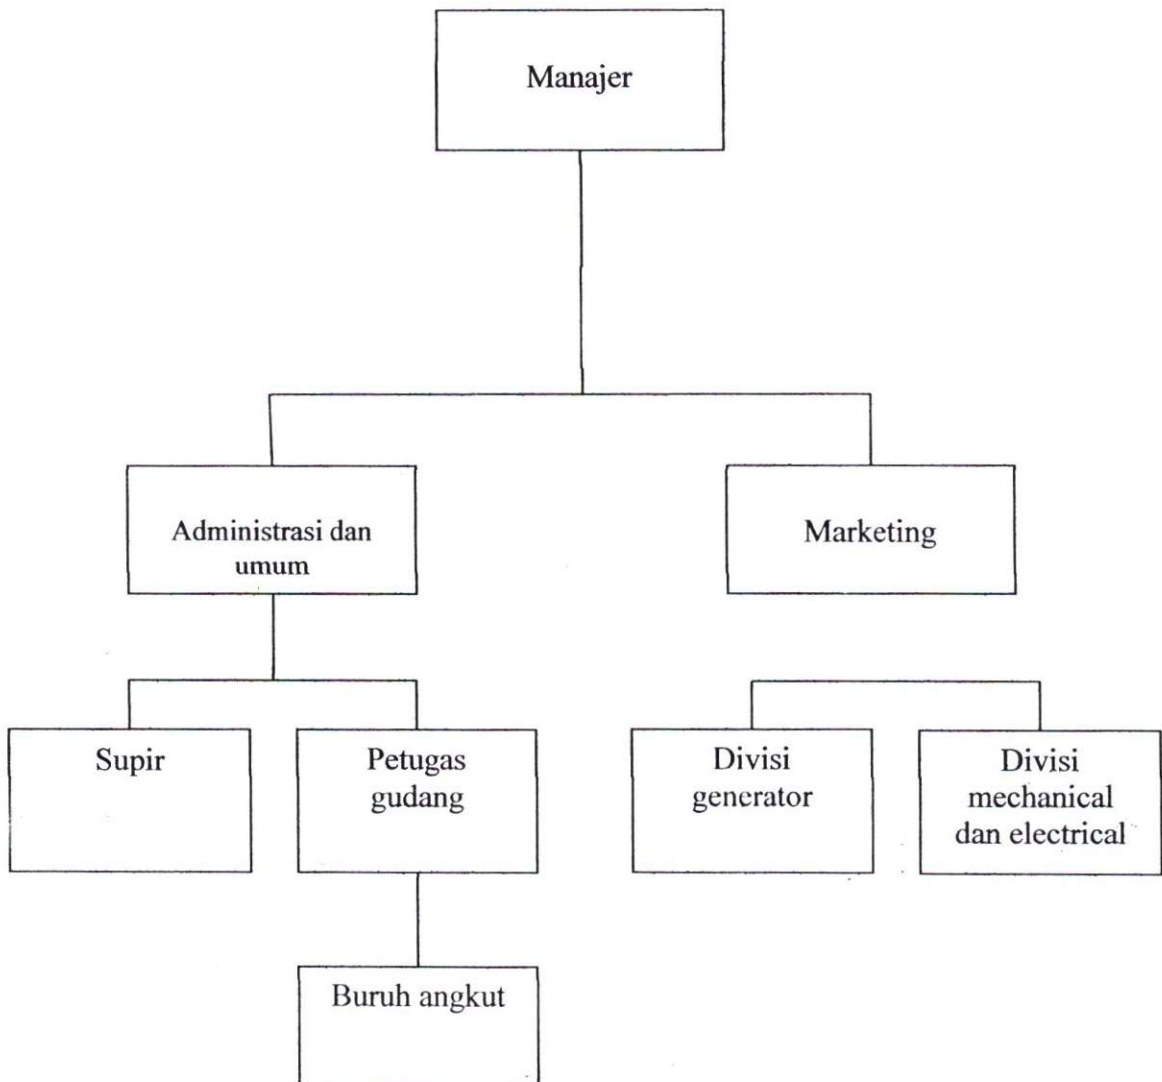 Manajer
Administrasi dan
umum
Marketing
Supir
Petugas
gudang
Divisi
generator
Divisi
mechanical
dan electrical
Buruh angkut